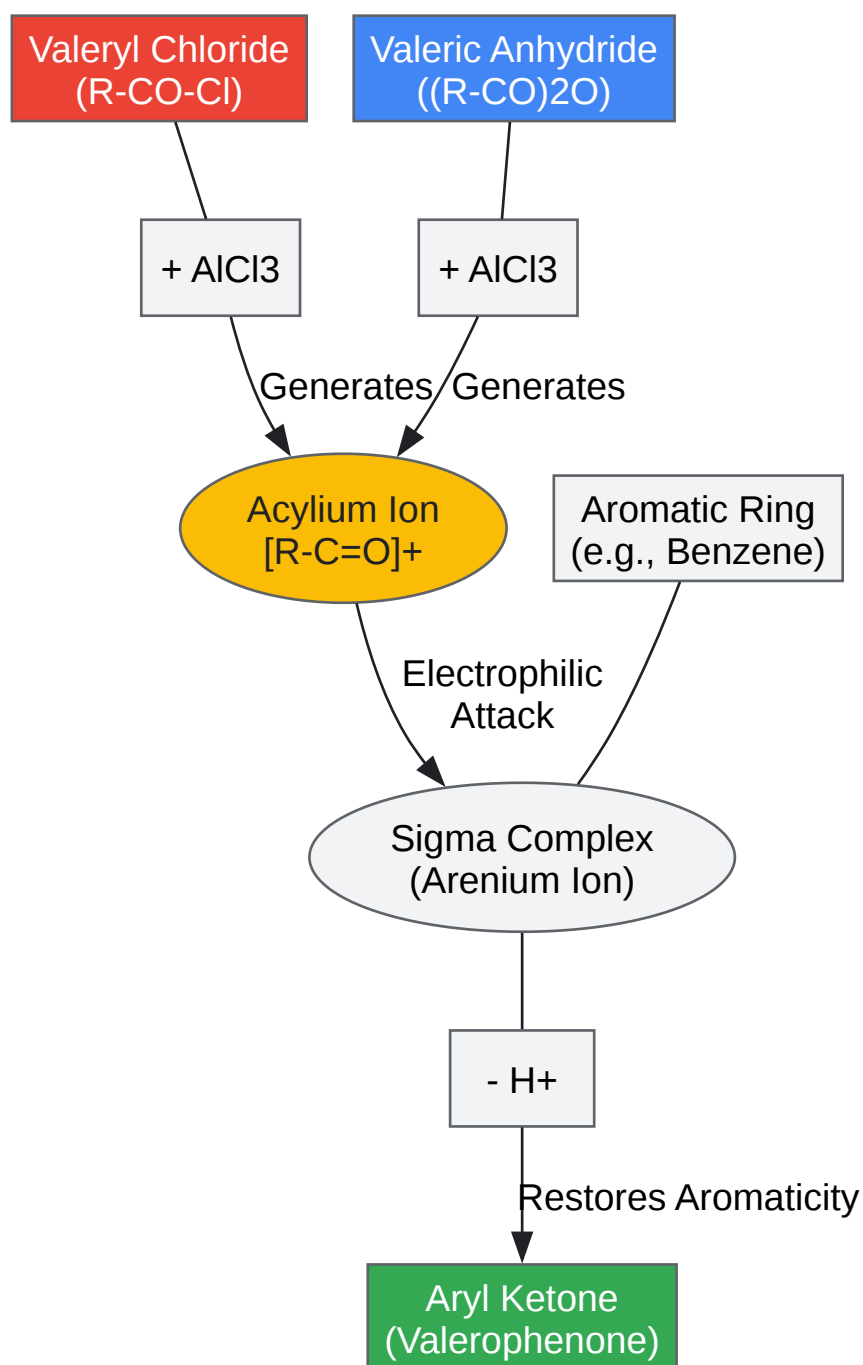 Valeryl Chloride
(R-CO-Cl)
Valeric Anhydride
((R-CO)2O)
+ AlCl3
+ AlCl3
Generates
Generates
Acylium Ion
[R-C=O]+
Aromatic Ring
(e.g., Benzene)
Electrophilic
Attack
Sigma Complex
(Arenium Ion)
- H+
Restores Aromaticity
Aryl Ketone
(Valerophenone)